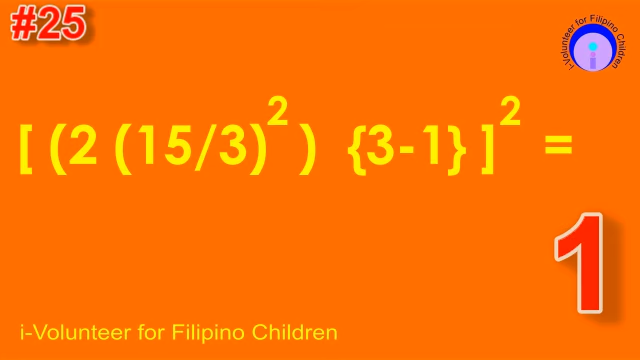 #25
i-Volunteer for Filipino Children
[ (2 (15/3)² ) {3-1} ]² =
1
i-Volunteer for Filipino Children